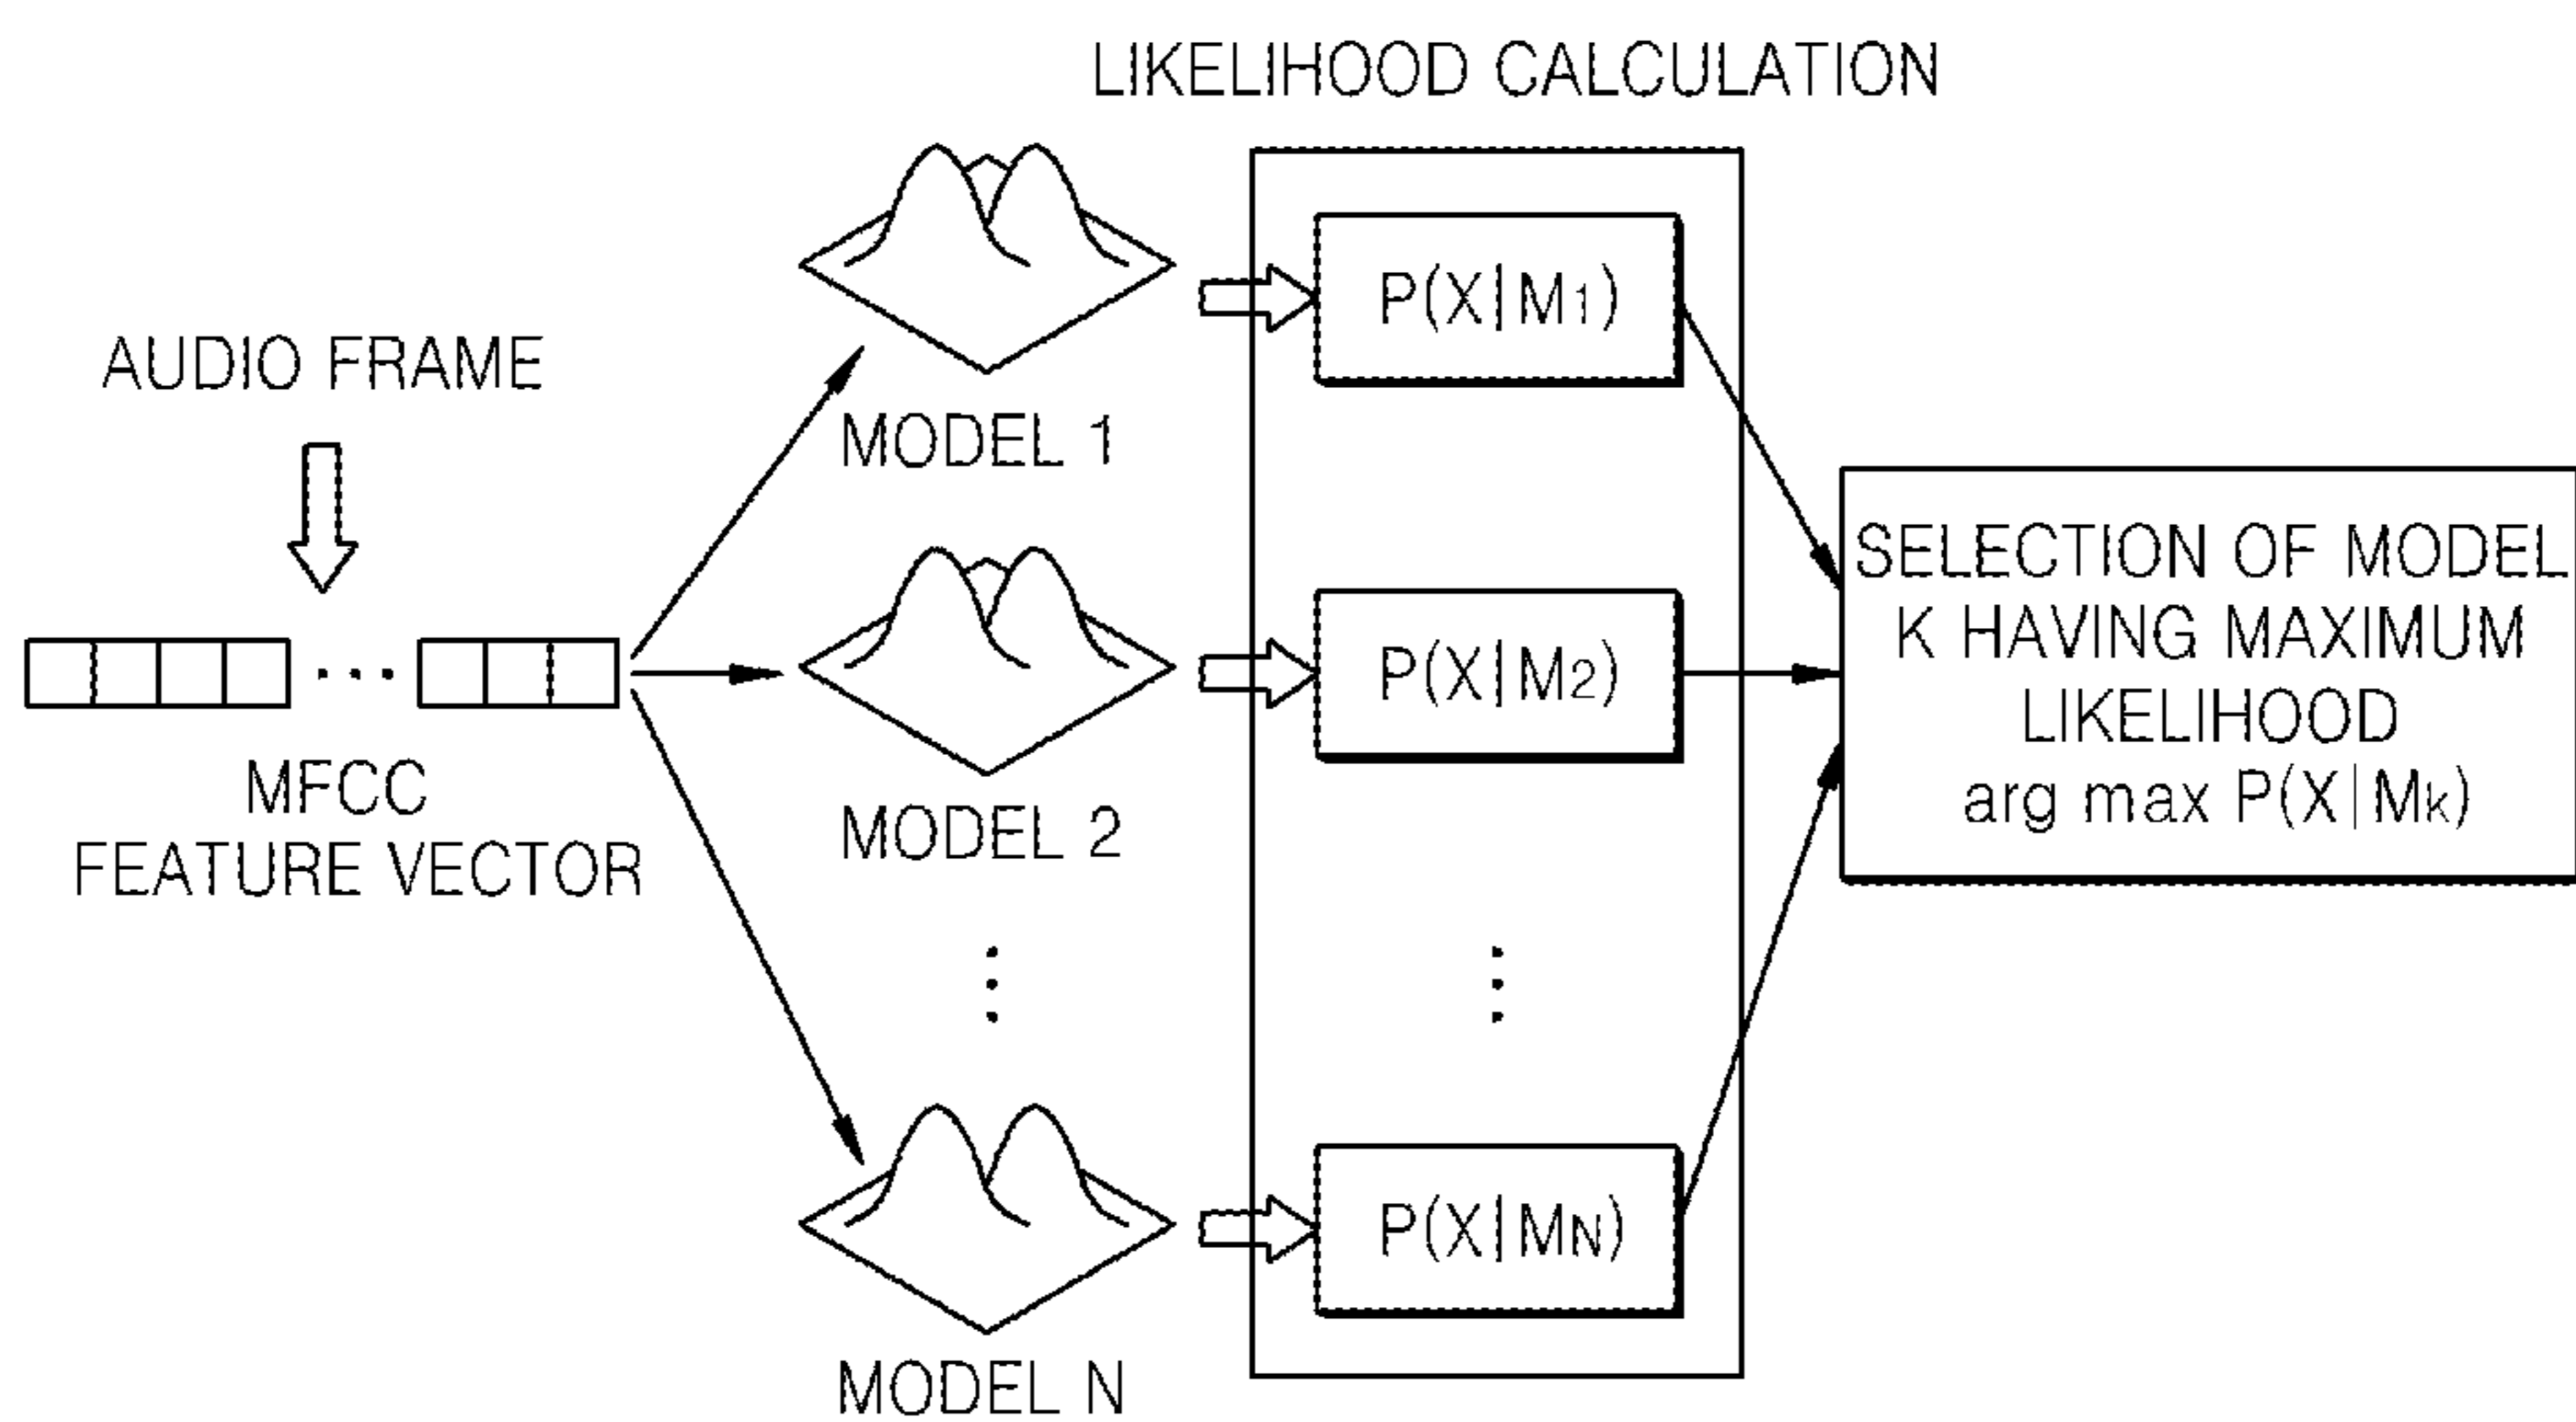 LIKELIHOOD CALCULATION
AUDIO FRAME
MFCC
FEATURE VECTOR
MODEL 1
MODEL 2
MODEL N
P(X|M1)
P(X|M2)
P(X|MN)
SELECTION OF MODEL
K HAVING MAXIMUM
LIKELIHOOD
arg max P(X|Mk)